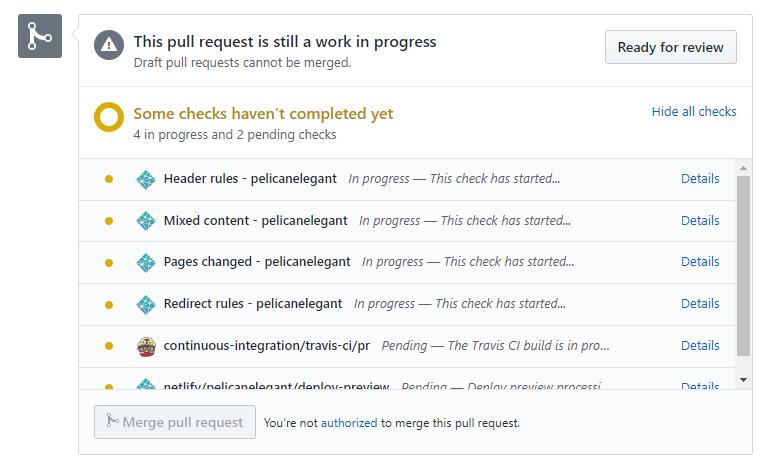 This pull request is still a work in progress
Ready for review
Draft pull requests cannot be merged.
Some checks haven't completed yet
Hide all checks
4 in progress and 2 pending checks
Header rules - pelicanelegant In progress — This check has started... Details
Mixed content - pelicanelegant In progress — This check has started... Details
Pages changed - pelicanelegant In progress — This check has started... Details
Redirect rules - pelicanelegant In progress — This check has started... Details
continuous-integration/travis-ci/pr Pending — The Travis CI build is in pro... Details
netlify/pelicanelegant/deploy-preview Pending — Deploy preview processi Details
Merge pull request You're not authorized to merge this pull request.